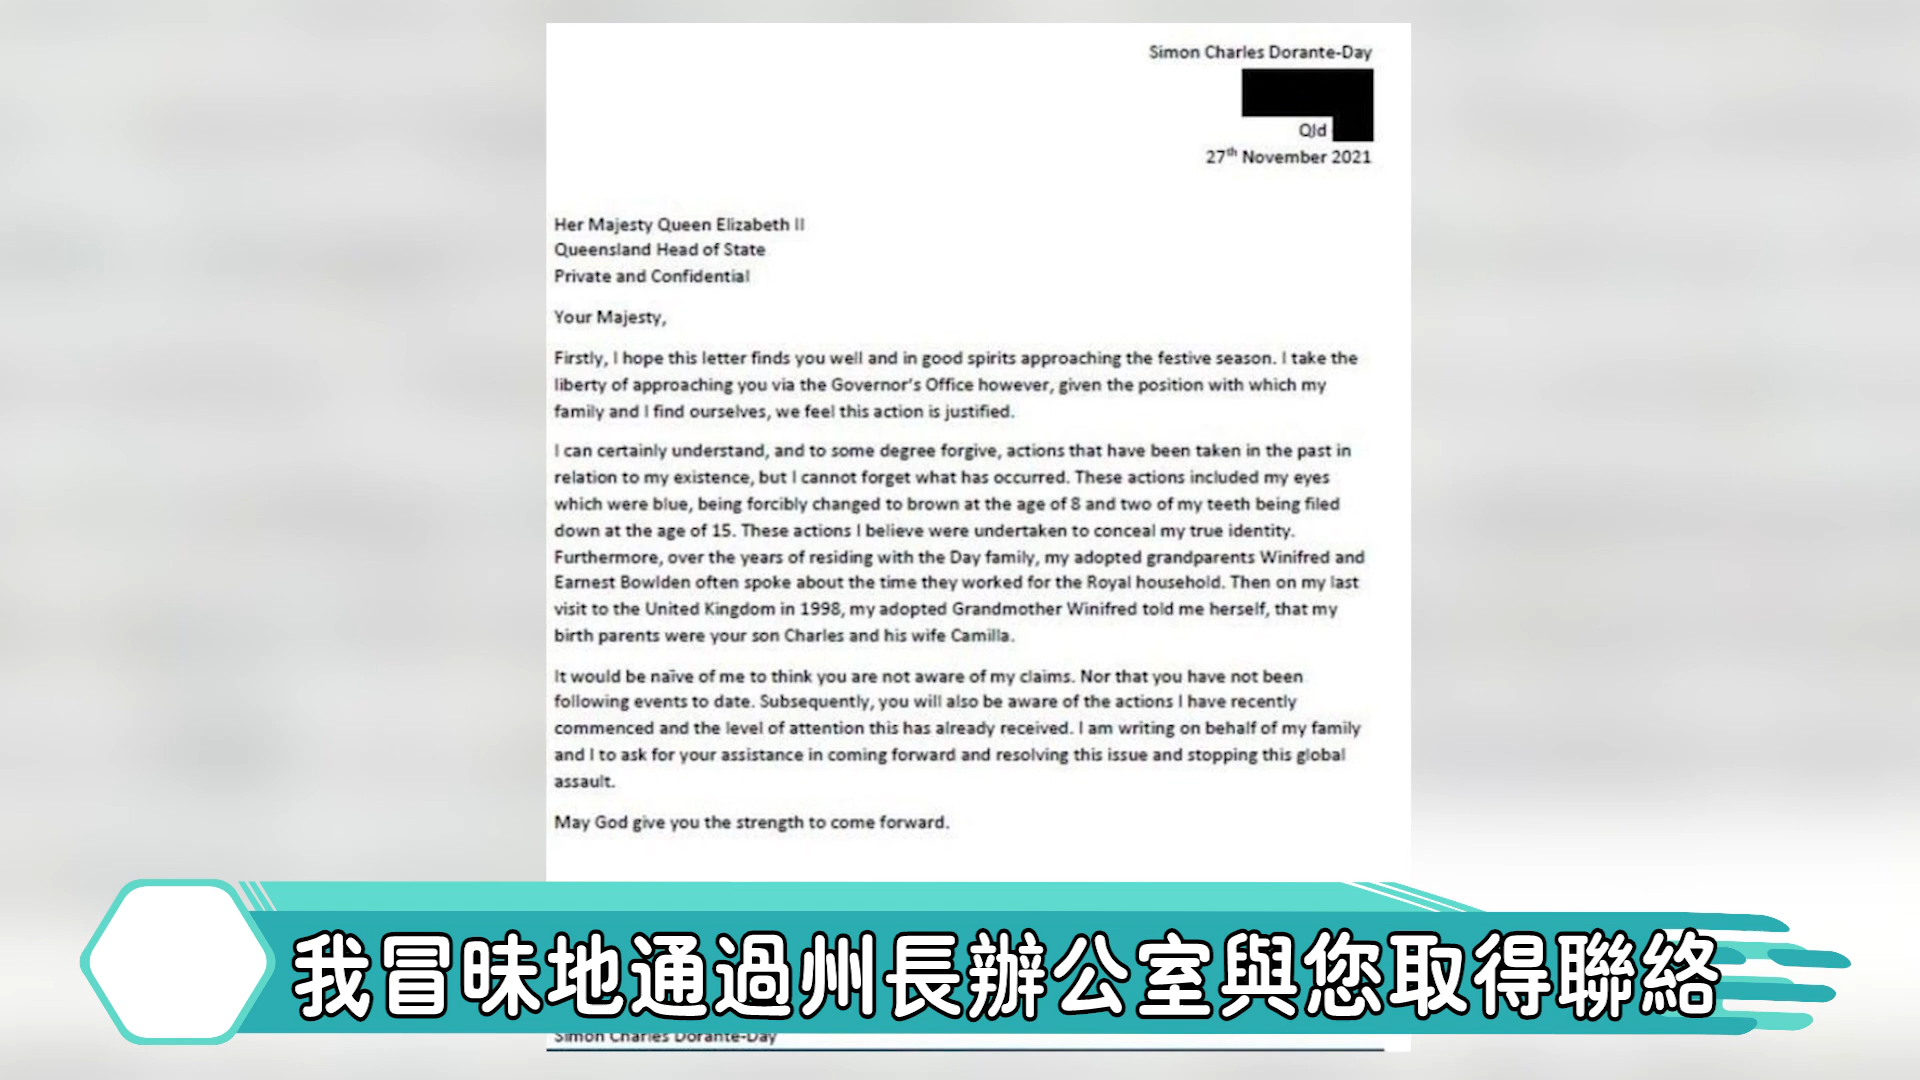 Simon Charles Dorante-Day
Qld
27th November 2021
Her Majesty Queen Elizabeth II
Queensland Head of State
Private and Confidential
Your Majesty,
Firstly, I hope this letter finds you well and in good spirits approaching the festive season. I take the
liberty of approaching you via the Governor's Office however, given the position with which my
family and I find ourselves, we feel this action is justified.
I can certainly understand, and to some degree forgive, actions that have been taken in the past in
relation to my existence, but I cannot forget what has occurred. These actions included my eyes
which were blue, being forcibly changed to brown at the age of 8 and two of my teeth being filed
down at the age of 15. These actions I believe were undertaken to conceal my true identity.
Furthermore, over the years of residing with the Day family, my adopted grandparents Winifred and
Earnest Bowlden often spoke about the time they worked for the Royal household. Then on my last
visit to the United Kingdom in 1998, my adopted Grandmother Winifred told me herself, that my
birth parents were your son Charles and his wife Camilla.
It would be naïve of me to think you are not aware of my claims. Nor that you have not been
following events to date. Subsequently, you will also be aware of the actions I have recently
commenced and the level of attention this has already received. I am writing on behalf of my family
and I to ask for your assistance in coming forward and resolving this issue and stopping this global
assault.
May God give you the strength to come forward.
我冒昧地通過州長辦公室與您取得聯絡
Simon Charles Dorante-Day